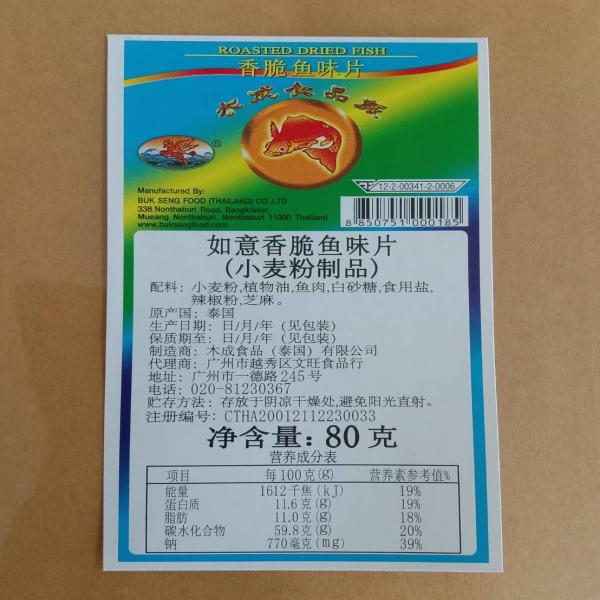 ROASTED DRIED FISH
香脆鱼味片
木成食品厰
®
Manufactured By:
BUK SENG FOOD (THAILAND) CO.,LTD
338 Nonthaburi Road, Bangkrasor,
Mueang Nonthaburi, Nonthaburi 11000 Thailand
www.buksengfood.com
12-2-00341-2-0006
8 850751 000185
如意香脆鱼味片
(小麦粉制品)
配料: 小麦粉,植物油,鱼肉,白砂糖,食用盐,
辣椒粉,芝麻。
原产国: 泰国
生产日期: 日/月/年 (见包装)
保质期至: 日/月/年 (见包装)
制造商: 木成食品 (泰国) 有限公司
代理商: 广州市越秀区文旺食品行
地址: 广州市一德路245号
电话: 020-81230367
贮存方法: 存放于阴凉干燥处,避免阳光直射。
注册编号: CTHA20012112230033
净含量: 80克
营养成分表
项目 每100克(g) 营养素参考值%
能量 1612千焦(kJ) 19%
蛋白质 11.6克(g) 19%
脂肪 11.0克(g) 18%
碳水化合物 59.8克(g) 20%
钠 770毫克(mg) 39%